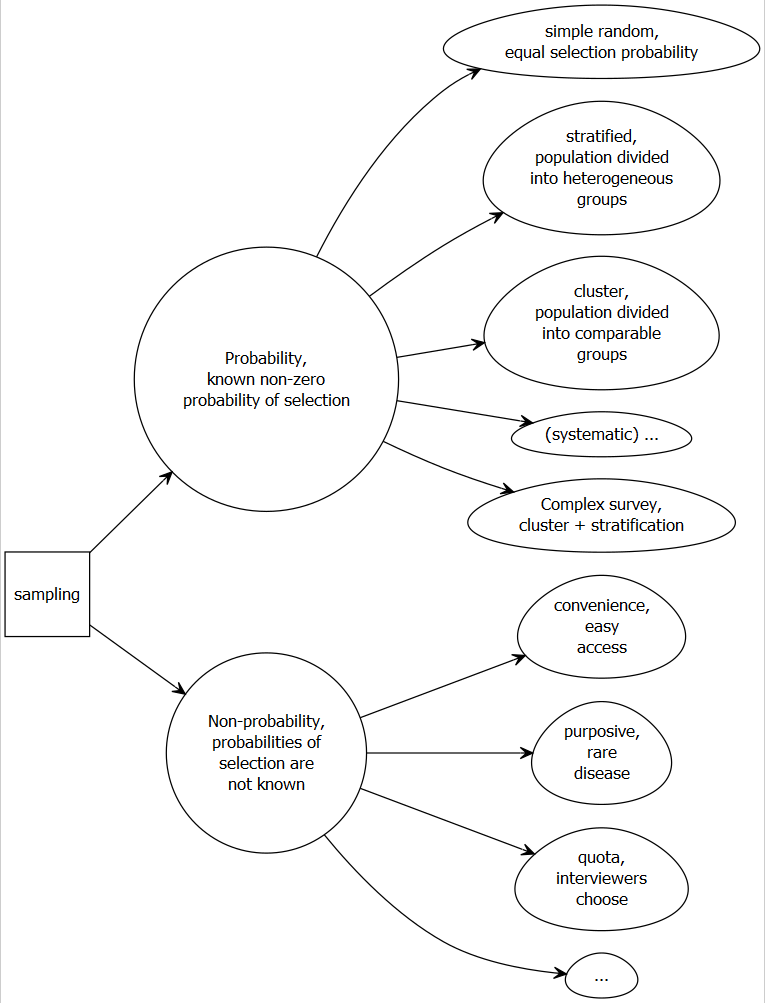 simple random,
equal selection probability
stratified,
population divided
into heterogeneous
groups
cluster,
population divided
into comparable
groups
Probability,
known non-zero
probability of selection
(systematic) ...
Complex survey,
cluster + stratification
sampling
convenience,
easy
access
Non-probability,
probabilities of
selection are
not known
purposive,
rare
disease
quota,
interviewers
choose
...